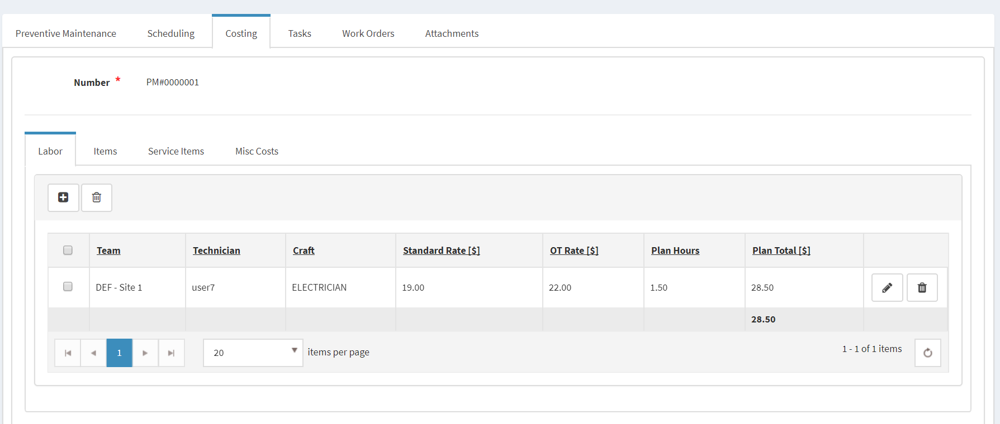 Preventive Maintenance Scheduling Costing Tasks Work Orders Attachments
Number * PM#0000001
Labor Items Service Items Misc Costs
Team Technician Craft Standard Rate [$] OT Rate [$] Plan Hours Plan Total [$]
DEF - Site 1 user7 ELECTRICIAN 19.00 22.00 1.50 28.50
28.50
1 20 items per page 1 - 1 of 1 items